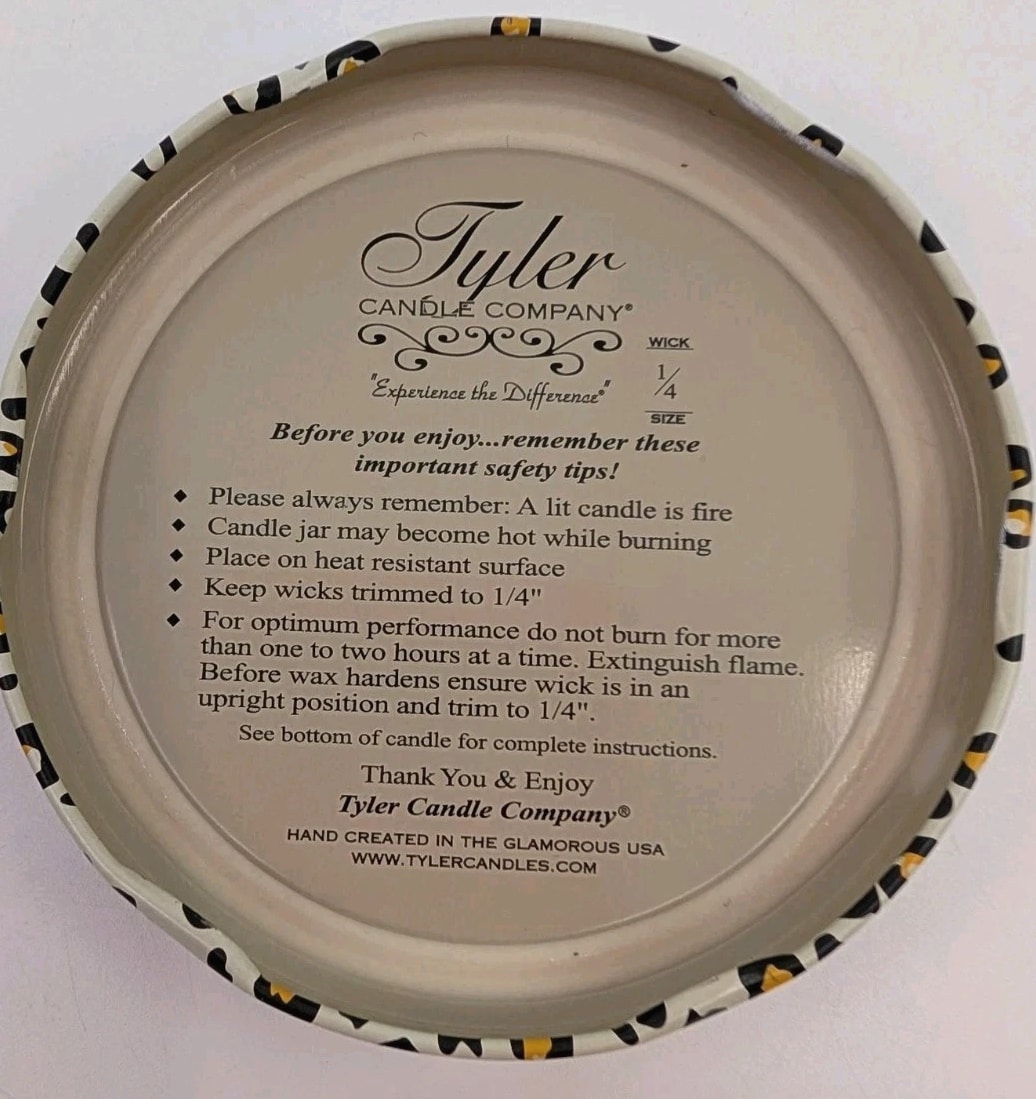 Tyler
CANDLE COMPANY®
"Experience the Difference®"
WICK
1/4
SIZE
Before you enjoy...remember these
important safety tips!
◆ Please always remember: A lit candle is fire
◆ Candle jar may become hot while burning
◆ Place on heat resistant surface
◆ Keep wicks trimmed to 1/4"
◆ For optimum performance do not burn for more
than one to two hours at a time. Extinguish flame.
Before wax hardens ensure wick is in an
upright position and trim to 1/4".
See bottom of candle for complete instructions.
Thank You & Enjoy
Tyler Candle Company®
HAND CREATED IN THE GLAMOROUS USA
WWW.TYLERCANDLES.COM